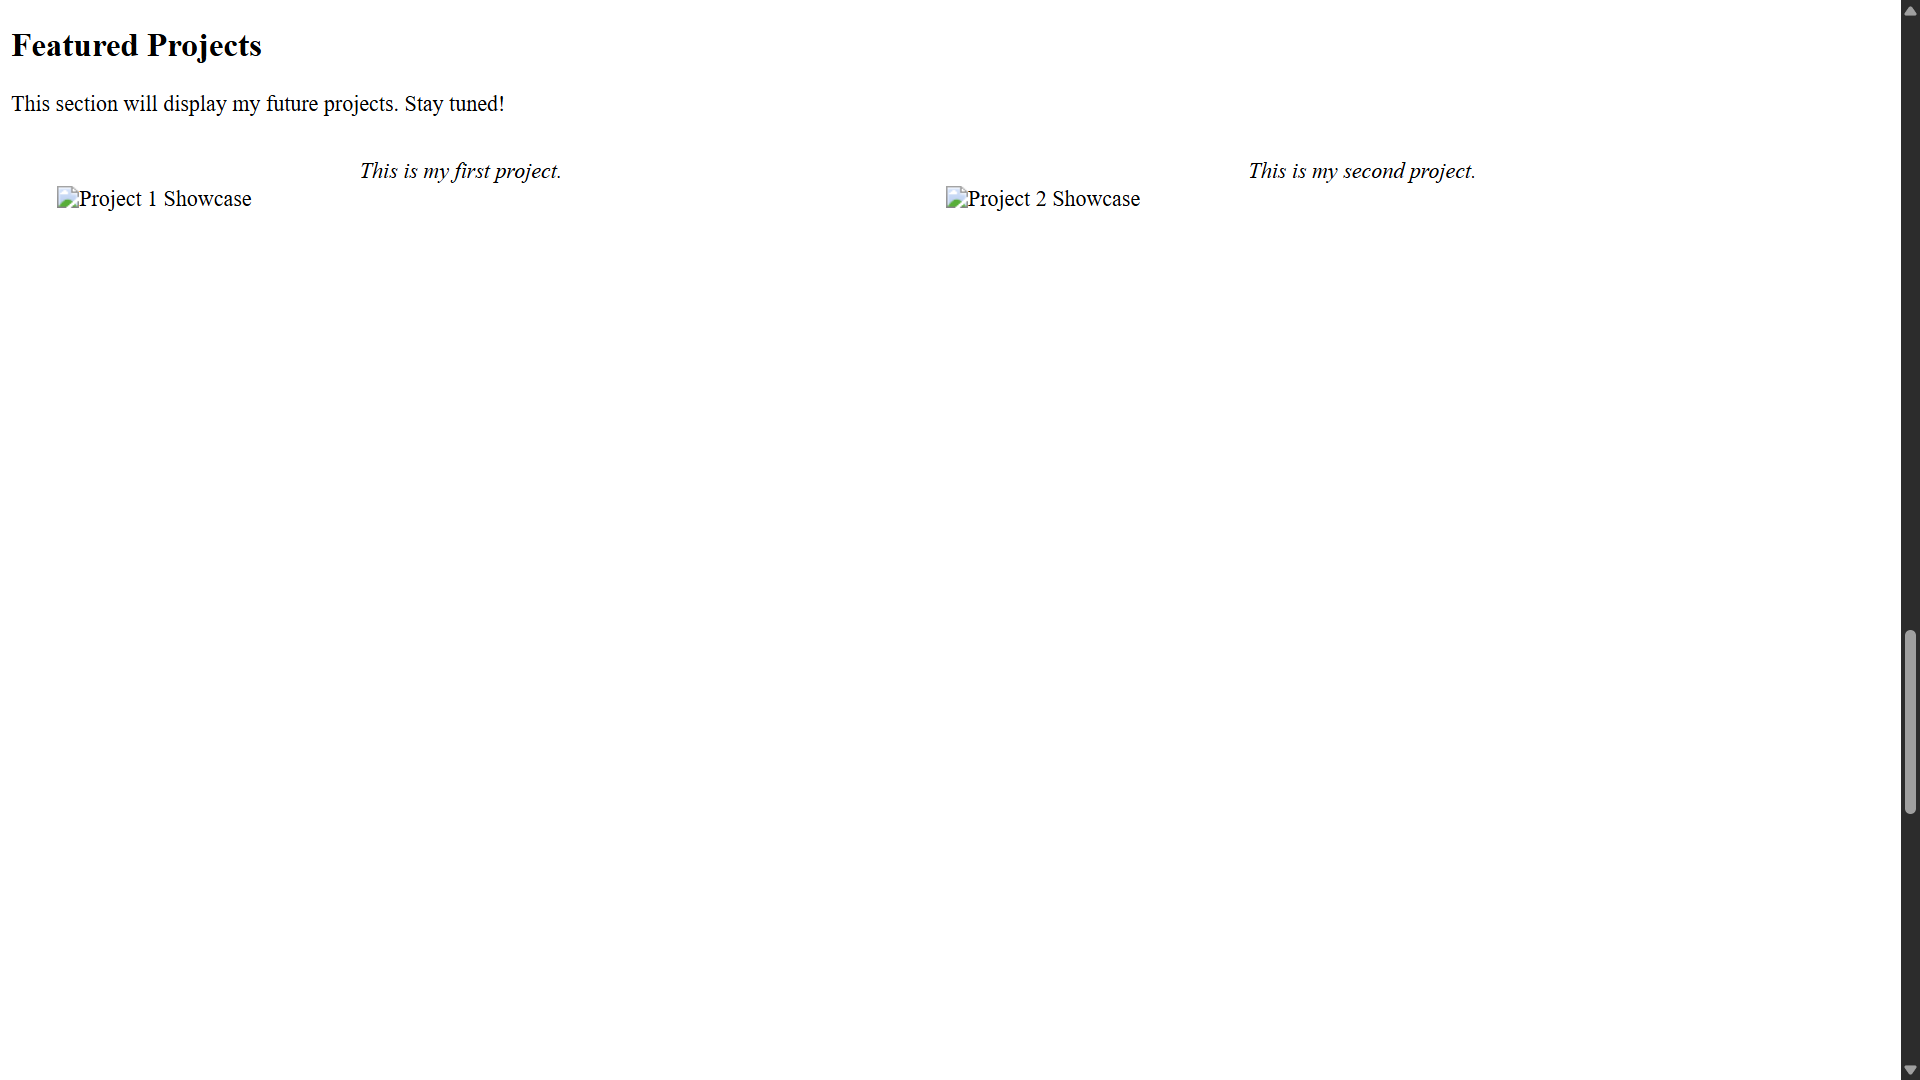 Featured Projects
This section will display my future projects. Stay tuned!
This is my first project.
Project 1 Showcase
This is my second project.
Project 2 Showcase